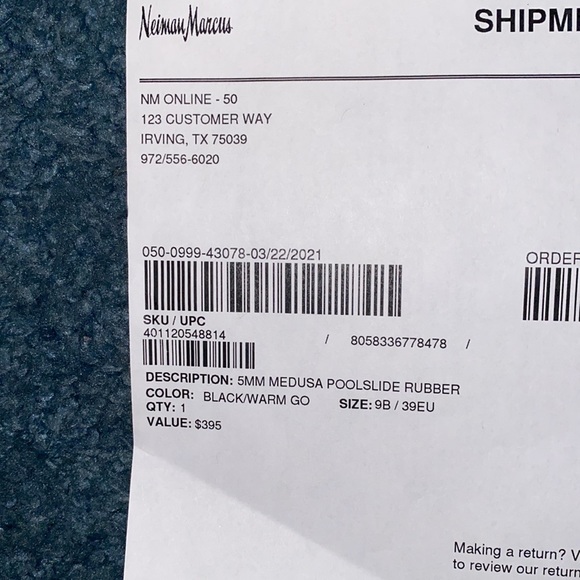 Neiman Marcus
SHIPME
NM ONLINE - 50
123 CUSTOMER WAY
IRVING, TX 75039
972/556-6020
050-0999-43078-03/22/2021
ORDER
SKU / UPC
401120548814 / 8058336778478 /
DESCRIPTION: 5MM MEDUSA POOLSLIDE RUBBER
COLOR: BLACK/WARM GO SIZE: 9B / 39EU
QTY: 1
VALUE: $395
Making a return? V
to review our return